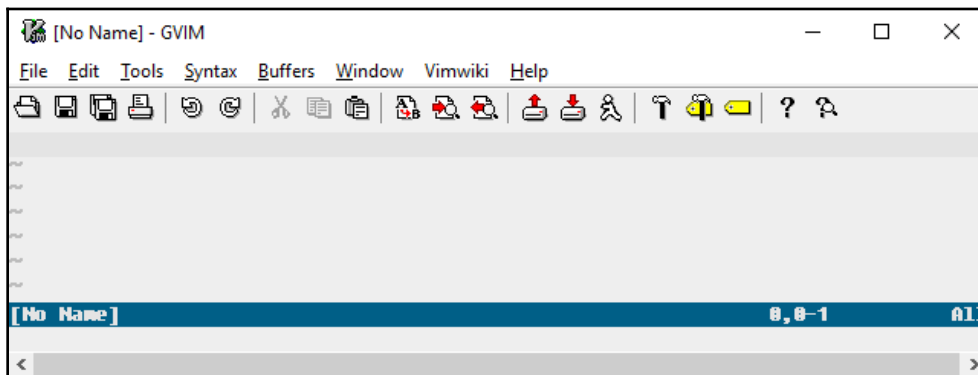 [No Name] - GVIM
File Edit Tools Syntax Buffers Window Vimwiki Help
~
~
~
~
~
~
[No Name] 0,0-1 All